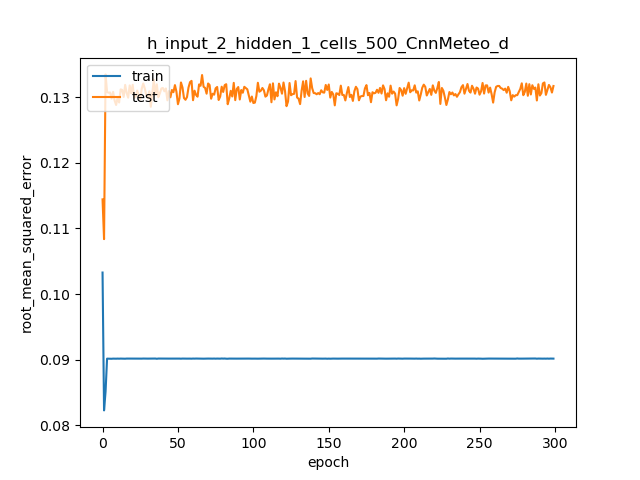 h_input_2_hidden_1_cells_500_CnnMeteo_d
train
test
0.13
0.12
0.11
0.10
0.09
0.08
root_mean_squared_error
0
50
100
150
200
250
300
epoch